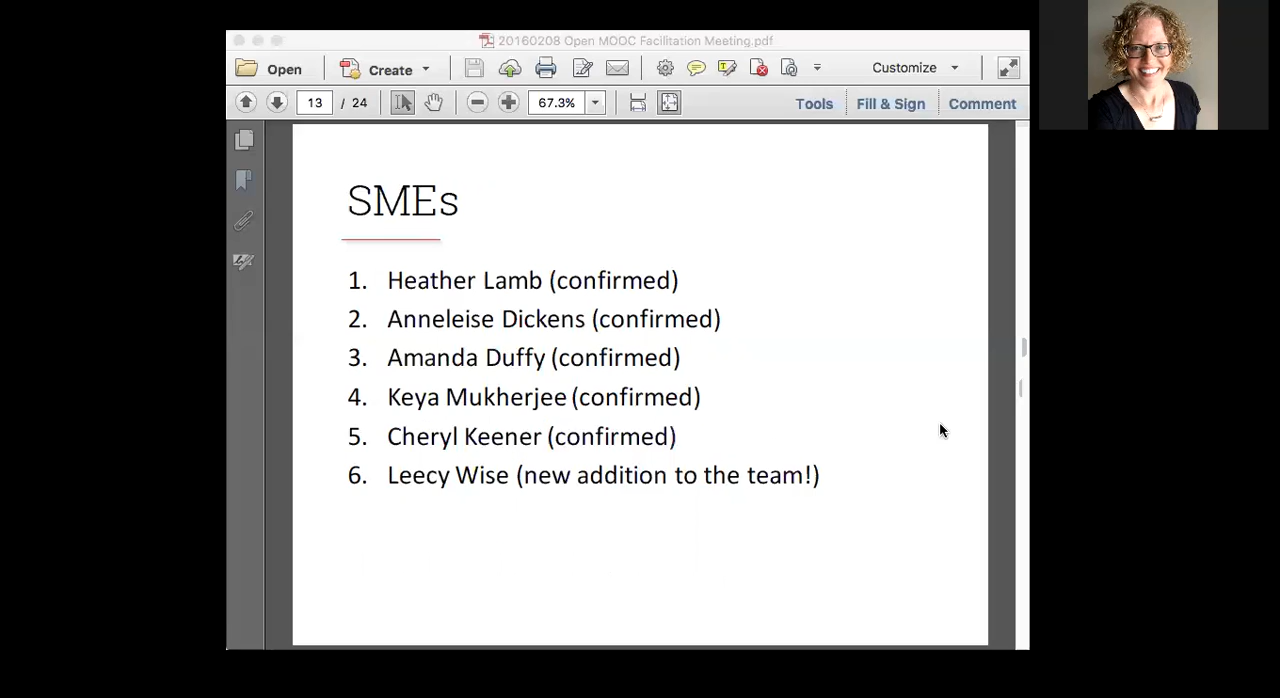 20160208 Open MOOC Facilitation Meeting.pdf
Open Create Customize
13 / 24 67.3% Tools Fill & Sign Comment
SMEs
1. Heather Lamb (confirmed)
2. Anneleise Dickens (confirmed)
3. Amanda Duffy (confirmed)
4. Keya Mukherjee (confirmed)
5. Cheryl Keener (confirmed)
6. Leecy Wise (new addition to the team!)